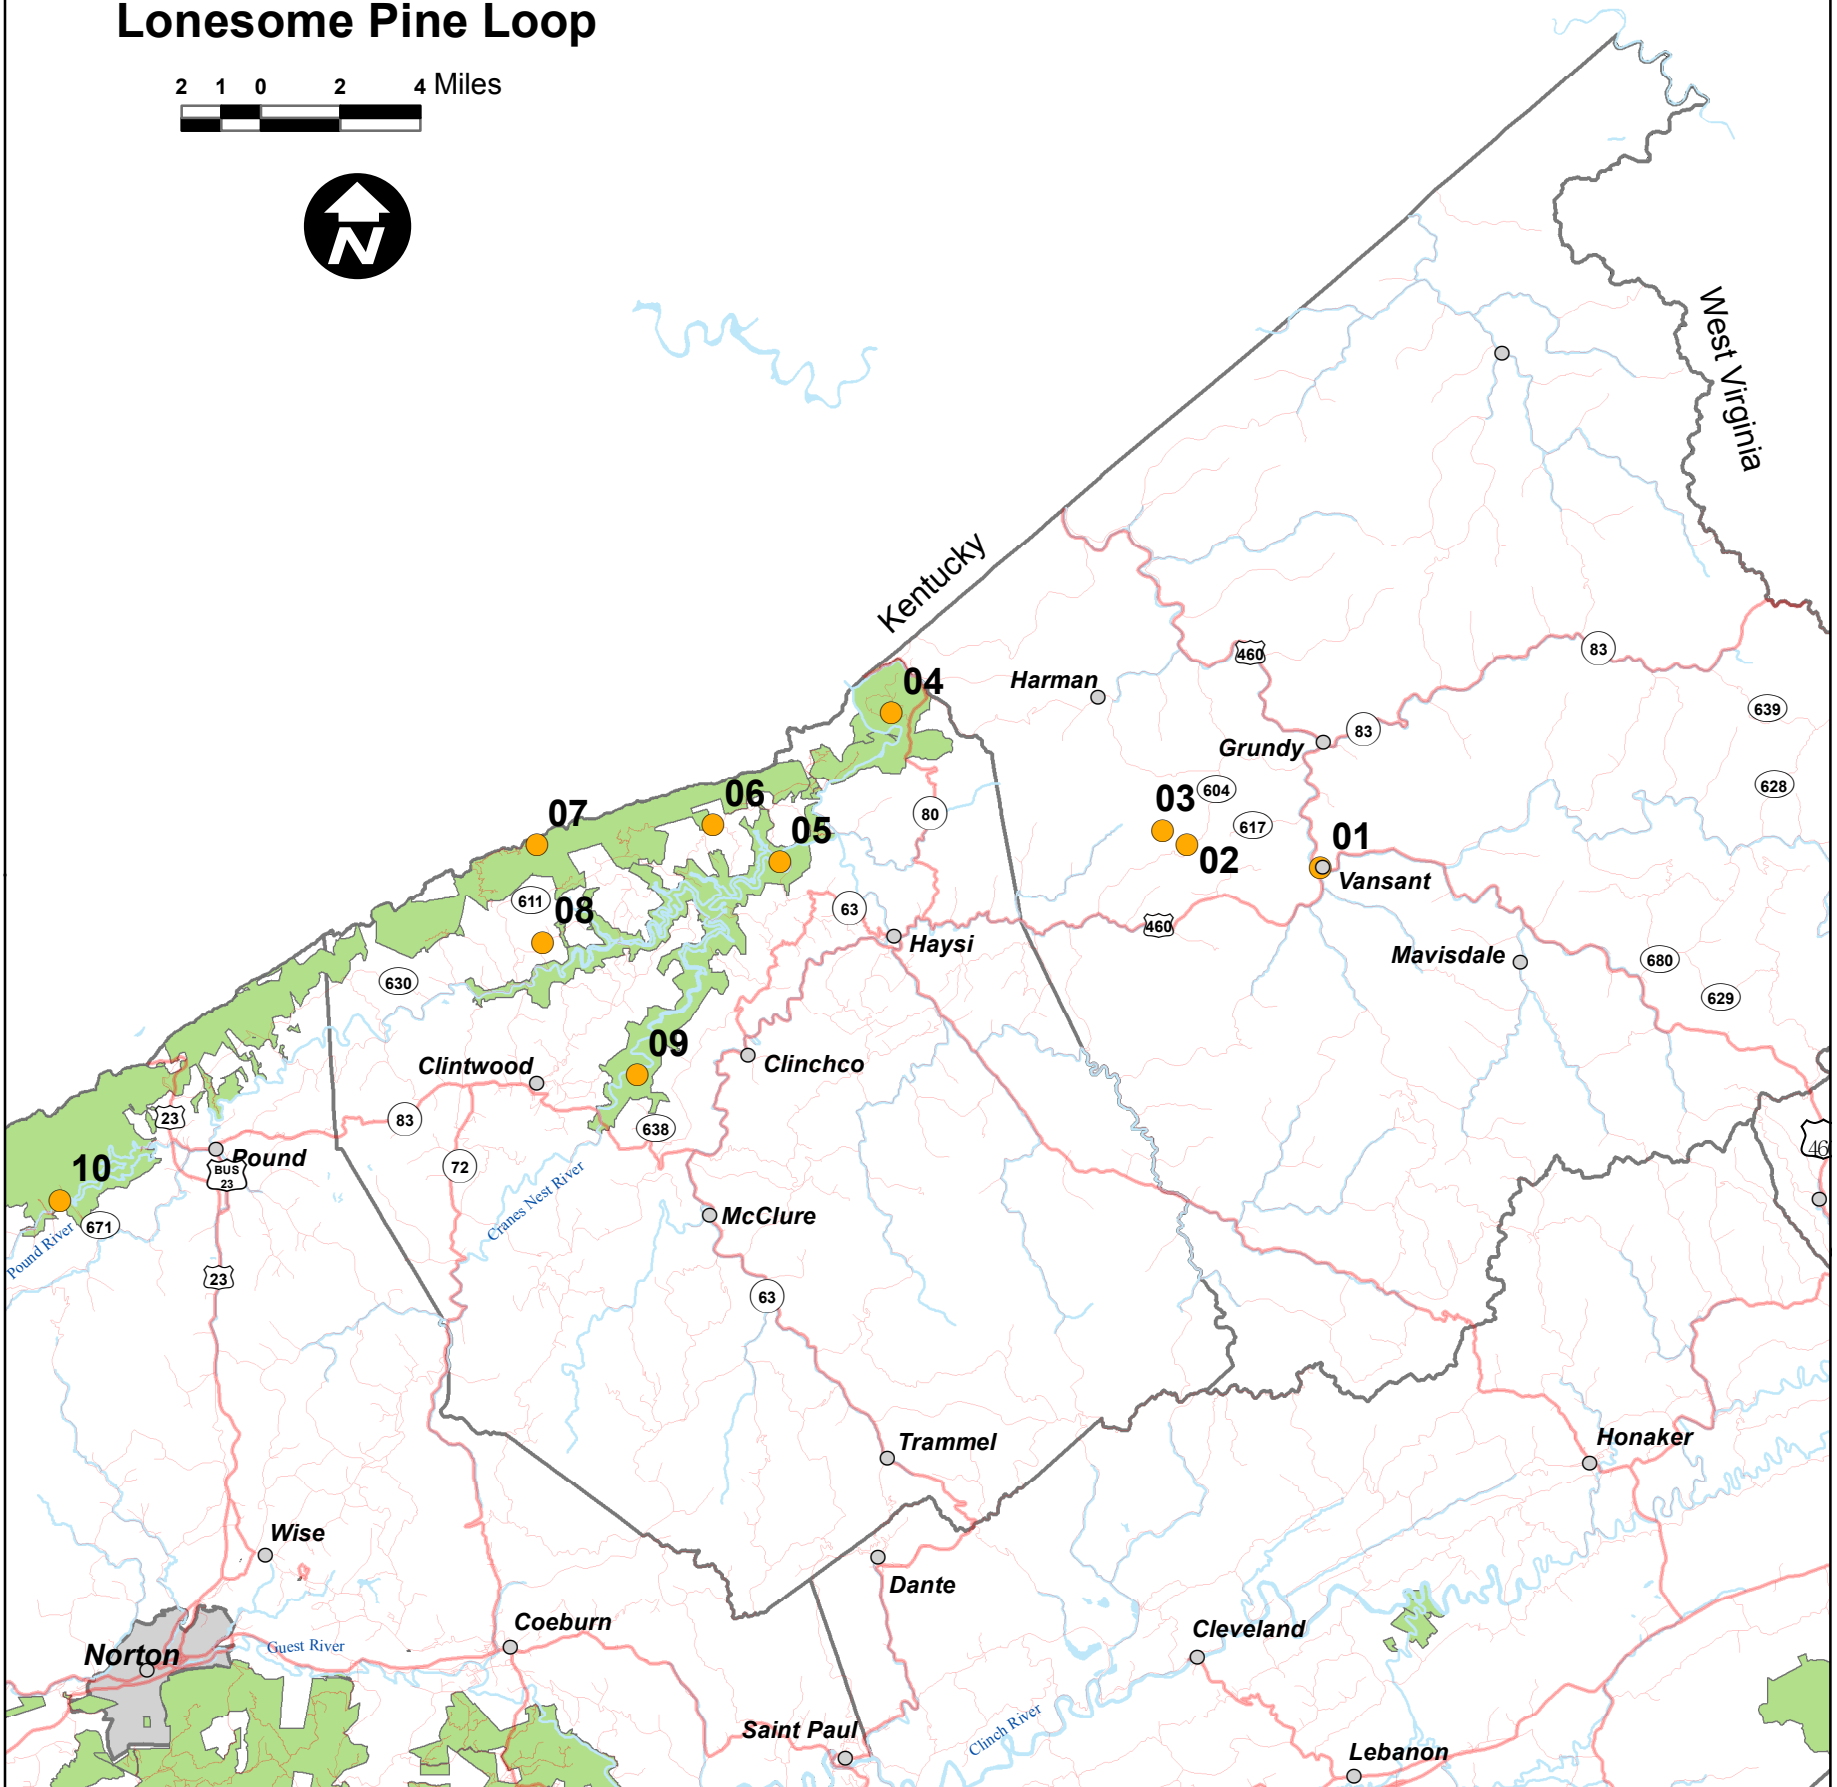 Lonesome Pine Loop
2 1 0 2 4 Miles
N
West Virginia
Kentucky
460
83
04
Harman
639
83
Grundy
628
06
604
03
07
80
617
05
01
02
Vansant
611
08
63
460
Haysi
Mavisdale
680
630
629
09
Clinchco
Clintwood
23
83
638
46
Pound
10
BUS
23
72
Cranes Nest River
McClure
671
Pound River
23
63
Trammel
Honaker
Wise
Dante
Coeburn
Cleveland
Norton
Guest River
Saint Paul
Clinch River
Lebanon